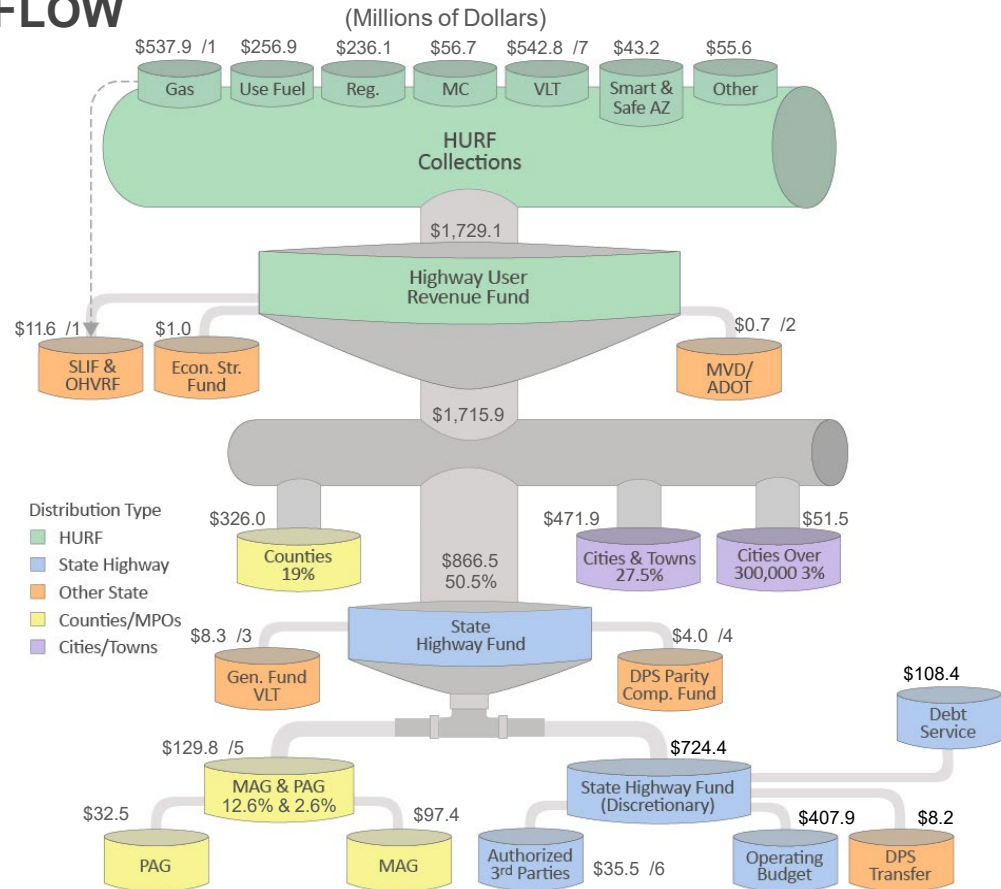 FLOW
(Millions of Dollars)
$537.9 /1
$256.9
$236.1
$56.7
$542.8 /7
$43.2
$55.6
Gas
Use Fuel
Reg.
MC
VLT
Smart &
Safe AZ
Other
HURF
Collections
$1,729.1
Highway User
Revenue Fund
$11.6 /1
$1.0
$0.7 /2
SLIF &
OHVRF
Econ. Str.
Fund
MVD/
ADOT
$1,715.9
Distribution Type
HURF
State Highway
Other State
Counties/MPOs
Cities/Towns
$326.0
Counties
19%
$866.5
50.5%
$471.9
Cities & Towns
27.5%
$51.5
Cities Over
300,000 3%
State
Highway Fund
$8.3 /3
Gen. Fund
VLT
$4.0 /4
DPS Parity
Comp. Fund
$108.4
Debt
Service
$129.8 /5
MAG & PAG
12.6% & 2.6%
$724.4
State Highway Fund
(Discretionary)
$32.5
PAG
$97.4
MAG
Authorized
3rd Parties
$35.5 /6
$407.9
Operating
Budget
$8.2
DPS
Transfer